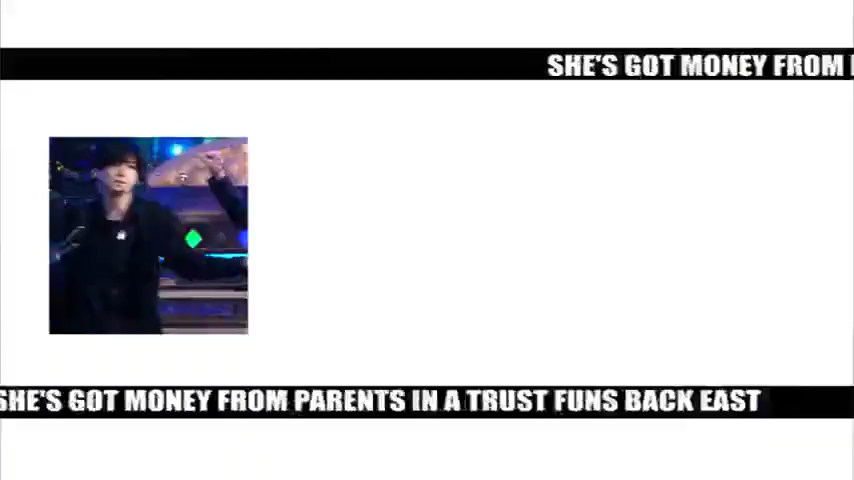 SHE'S GOT MONEY FROM
SHE'S GOT MONEY FROM PARENTS IN A TRUST FUNS BACK EAST